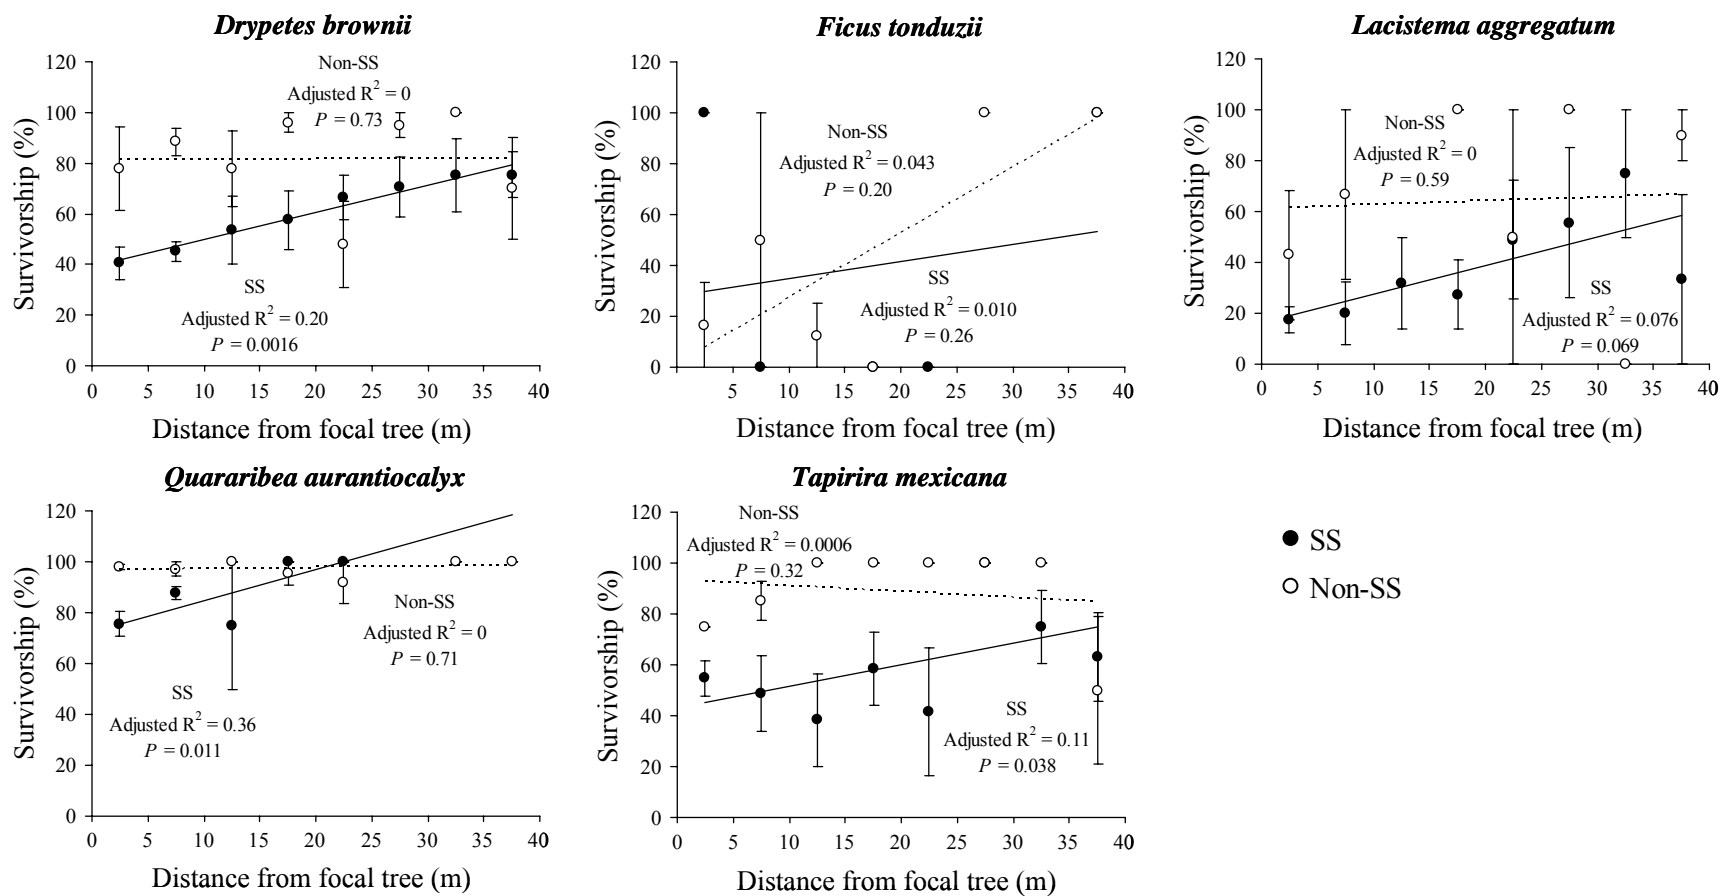 Drypetes brownii
120
100
80
60
40
20
0
Survivorship (%)
Non-SS
Adjusted R² = 0
P = 0.73
SS
Adjusted R² = 0.20
P = 0.0016
0 5 10 15 20 25 30 35 40
Distance from focal tree (m)
Ficus tonduzii
120
100
80
60
40
20
0
Survivorship (%)
Non-SS
Adjusted R² = 0.043
P = 0.20
SS
Adjusted R² = 0.010
P = 0.26
5 10 15 20 25 30 35 40
Distance from focal tree (m)
Lacistema aggregatum
120
100
80
60
40
20
0
Survivorship (%)
Non-SS
Adjusted R² = 0
P = 0.59
SS
Adjusted R² = 0.076
P = 0.069
0 5 10 15 20 25 30 35 40
Distance from focal tree (m)
Quararibea aurantiocalyx
120
100
80
60
40
20
0
Survivorship (%)
Non-SS
Adjusted R² = 0
P = 0.71
SS
Adjusted R² = 0.36
P = 0.011
0 5 10 15 20 25 30 35 40
Distance from focal tree (m)
Tapirira mexicana
120
100
80
60
40
20
0
Survivorship (%)
Non-SS
Adjusted R² = 0.0006
P = 0.32
SS
Adjusted R² = 0.11
P = 0.038
0 5 10 15 20 25 30 35 40
Distance from focal tree (m)
SS
Non-SS